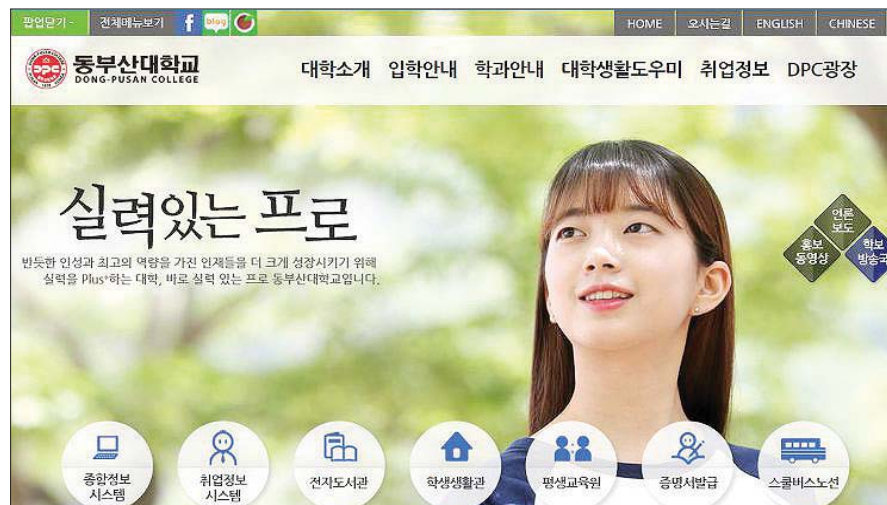 팝업닫기
전체메뉴보기
f
blog
HOME
오시는길
ENGLISH
CHINESE
동부산대학교
DONG-PUSAN COLLEGE
대학소개
입학안내
학과안내
대학생활도우미
취업정보
DPC광장
실력있는 프로
반듯한 인성과 최고의 역량을 가진 인재들을 더 크게 성장시키기 위해
실력을 Plus+하는 대학, 바로 실력 있는 프로 동부산대학교입니다.
언론
보도
홍보
동영상
학보
방송국
종합정보
시스템
취업정보
시스템
전자도서관
학생생활관
평생교육원
증명서발급
스쿨버스노선